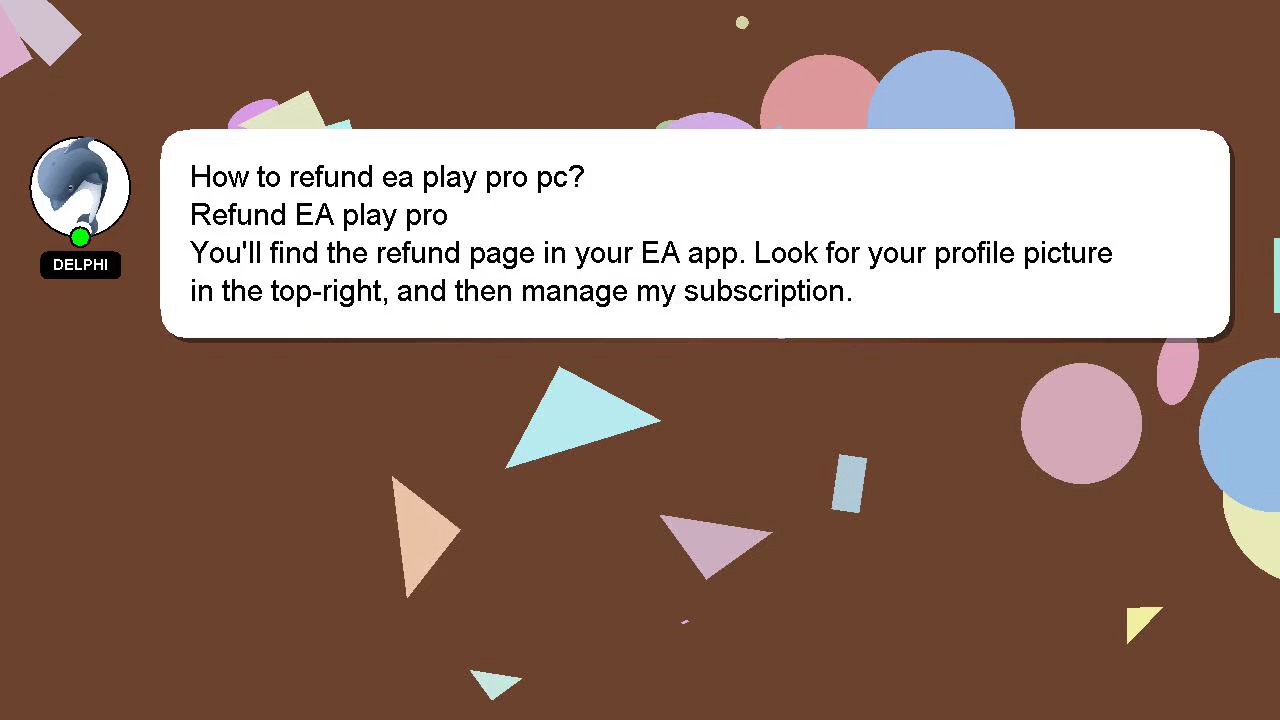 How to refund ea play pro pc?
Refund EA play pro
You'll find the refund page in your EA app. Look for your profile picture
in the top-right, and then manage my subscription.
DELPHI